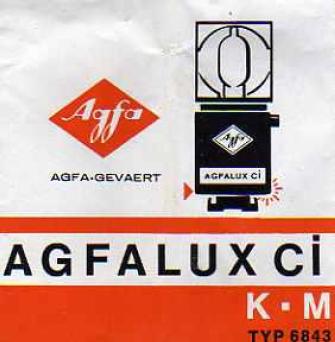 Agfa
AGFA-GEVAERT
Agfa
AGFALUX Ci
AGFALUX Ci
K · M
TYP 6843